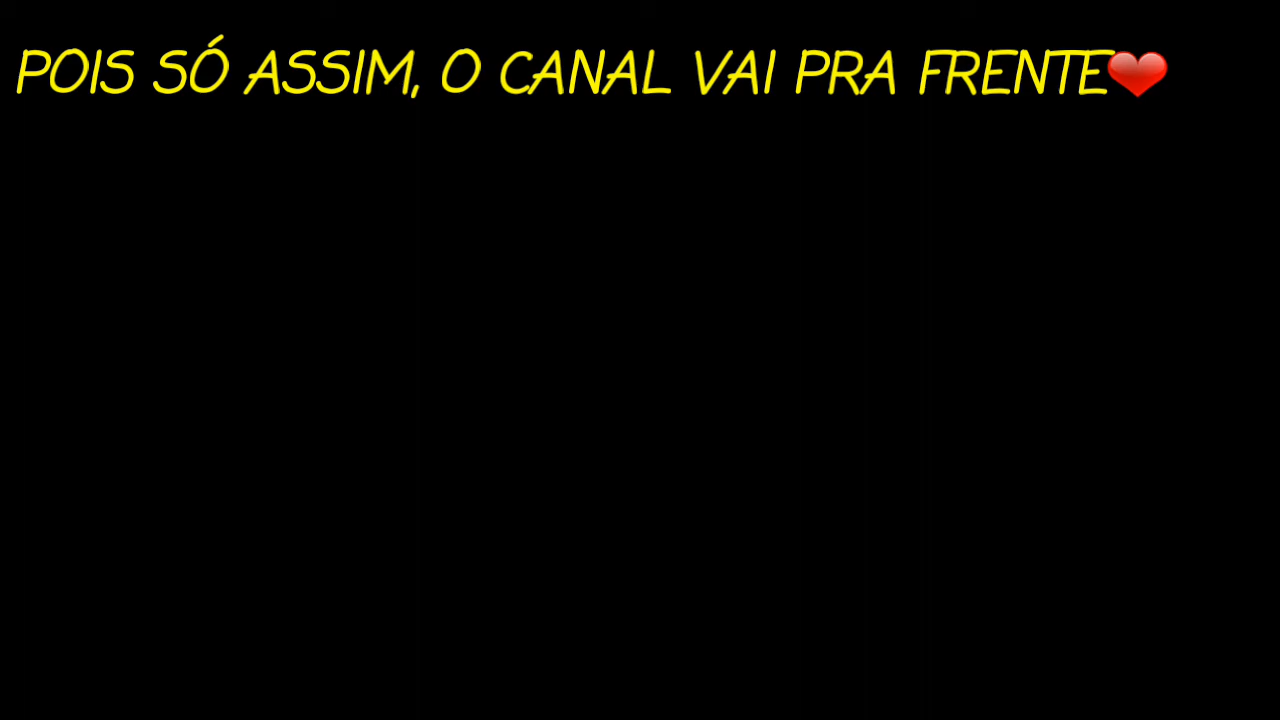 POIS SÓ ASSIM, O CANAL VAI PRA FRENTE❤